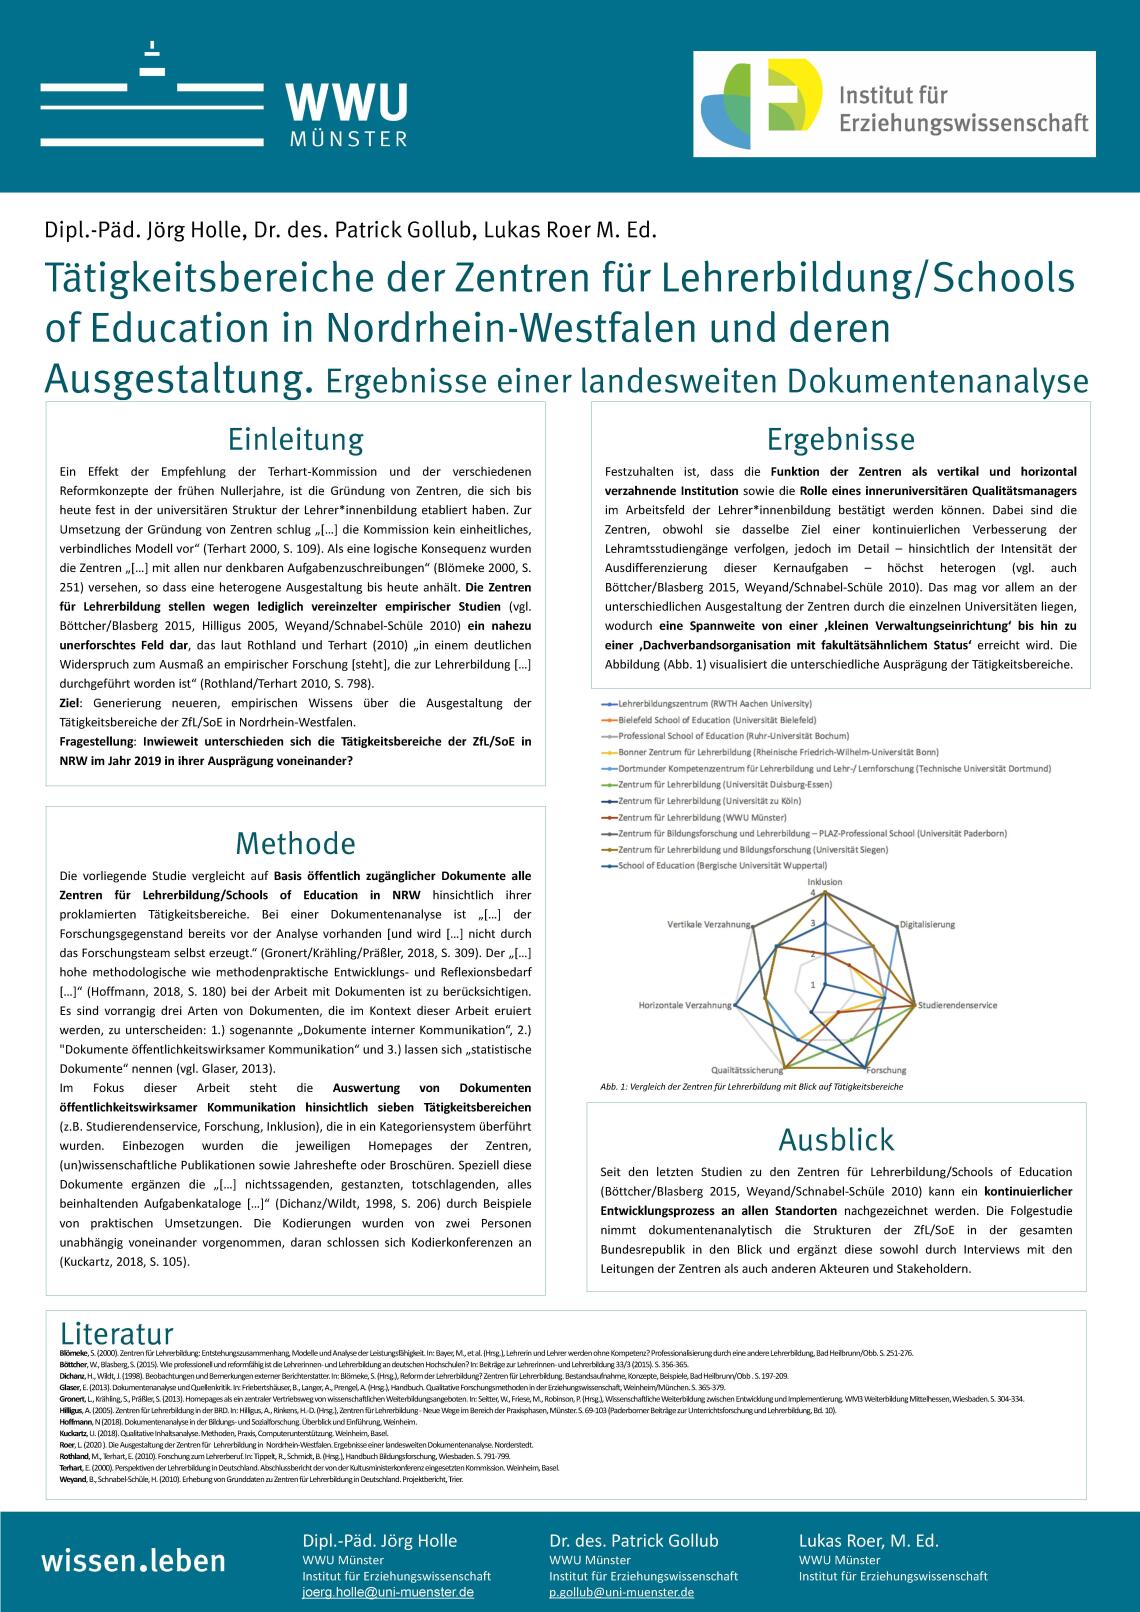 WWU
MÜNSTER
Institut für
Erziehungswissenschaft
Dipl.-Päd. Jörg Holle, Dr. des. Patrick Gollub, Lukas Roer M. Ed.
Tätigkeitsbereiche der Zentren für Lehrerbildung/Schools
of Education in Nordrhein-Westfalen und deren
Ausgestaltung. Ergebnisse einer landesweiten Dokumentenanalyse
Einleitung
Ein Effekt der Empfehlung der Terhart-Kommission und der verschiedenen
Reformkonzepte der frühen Nullerjahre, ist die Gründung von Zentren, die sich bis
heute fest in der universitären Struktur der Lehrer*innenbildung etabliert haben. Zur
Umsetzung der Gründung von Zentren schlug „[…] die Kommission kein einheitliches,
verbindliches Modell vor“ (Terhart 2000, S. 109). Als eine logische Konsequenz wurden
die Zentren „[…] mit allen nur denkbaren Aufgabenzuschreibungen“ (Blömeke 2000, S.
251) versehen, so dass eine heterogene Ausgestaltung bis heute anhält. Die Zentren
für Lehrerbildung stellen wegen lediglich vereinzelter empirischer Studien (vgl.
Böttcher/Blasberg 2015, Hilligus 2005, Weyand/Schnabel-Schüle 2010) ein nahezu
unerforschtes Feld dar, das laut Rothland und Terhart (2010) „in einem deutlichen
Widerspruch zum Ausmaß an empirischer Forschung [steht], die zur Lehrerbildung […]
durchgeführt worden ist“ (Rothland/Terhart 2010, S. 798).
Ziel: Generierung neueren, empirischen Wissens über die Ausgestaltung der
Tätigkeitsbereiche der ZfL/SoE in Nordrhein-Westfalen.
Fragestellung: Inwieweit unterschieden sich die Tätigkeitsbereiche der ZfL/SoE in
NRW im Jahr 2019 in ihrer Ausprägung voneinander?
Methode
Die vorliegende Studie vergleicht auf Basis öffentlich zugänglicher Dokumente alle
Zentren für Lehrerbildung/Schools of Education in NRW hinsichtlich ihrer
proklamierten Tätigkeitsbereiche. Bei einer Dokumentenanalyse ist „[…] der
Forschungsgegenstand bereits vor der Analyse vorhanden [und wird […] nicht durch
das Forschungsteam selbst erzeugt.“ (Gronert/Krähling/Präßler, 2018, S. 309). Der „[…]
hohe methodologische wie methodenpraktische Entwicklungs- und Reflexionsbedarf
[…]“ (Hoffmann, 2018, S. 180) bei der Arbeit mit Dokumenten ist zu berücksichtigen.
Es sind vorrangig drei Arten von Dokumenten, die im Kontext dieser Arbeit eruiert
werden, zu unterscheiden: 1.) sogenannte „Dokumente interner Kommunikation“, 2.)
"Dokumente öffentlichkeitswirksamer Kommunikation“ und 3.) lassen sich „statistische
Dokumente“ nennen (vgl. Glaser, 2013).
Im Fokus dieser Arbeit steht die Auswertung von Dokumenten
öffentlichkeitswirksamer Kommunikation hinsichtlich sieben Tätigkeitsbereichen
(z.B. Studierendenservice, Forschung, Inklusion), die in ein Kategoriensystem überführt
wurden. Einbezogen wurden die jeweiligen Homepages der Zentren,
(un)wissenschaftliche Publikationen sowie Jahreshefte oder Broschüren. Speziell diese
Dokumente ergänzen die „[…] nichtssagenden, gestanzten, totschlagenden, alles
beinhaltenden Aufgabenkataloge […]“ (Dichanz/Wildt, 1998, S. 206) durch Beispiele
von praktischen Umsetzungen. Die Kodierungen wurden von zwei Personen
unabhängig voneinander vorgenommen, daran schlossen sich Kodierkonferenzen an
(Kuckartz, 2018, S. 105).
Ergebnisse
Festzuhalten ist, dass die Funktion der Zentren als vertikal und horizontal
verzahnende Institution sowie die Rolle eines inneruniversitären Qualitätsmanagers
im Arbeitsfeld der Lehrer*innenbildung bestätigt werden können. Dabei sind die
Zentren, obwohl sie dasselbe Ziel einer kontinuierlichen Verbesserung der
Lehramtsstudiengänge verfolgen, jedoch im Detail – hinsichtlich der Intensität der
Ausdifferenzierung dieser Kernaufgaben – höchst heterogen (vgl. auch
Böttcher/Blasberg 2015, Weyand/Schnabel-Schüle 2010). Das mag vor allem an der
unterschiedlichen Ausgestaltung der Zentren durch die einzelnen Universitäten liegen,
wodurch eine Spannweite von einer ‚kleinen Verwaltungseinrichtung‘ bis hin zu
einer ‚Dachverbandsorganisation mit fakultätsähnlichem Status‘ erreicht wird. Die
Abbildung (Abb. 1) visualisiert die unterschiedliche Ausprägung der Tätigkeitsbereiche.
Lehrerbildungszentrum (RWTH Aachen University)
Bielefeld School of Education (Universität Bielefeld)
Professional School of Education (Ruhr-Universität Bochum)
Bonner Zentrum für Lehrerbildung (Rheinische Friedrich-Wilhelm-Universität Bonn)
Dortmunder Kompetenzzentrum für Lehrerbildung und Lehr-/ Lernforschung (Technische Universität Dortmund)
Zentrum für Lehrerbildung (Universität Duisburg-Essen)
Zentrum für Lehrerbildung (Universität zu Köln)
Zentrum für Lehrerbildung (WWU Münster)
Zentrum für Bildungsforschung und Lehrerbildung – PLAZ-Professional School (Universität Paderborn)
Zentrum für Lehrerbildung und Bildungsforschung (Universität Siegen)
School of Education (Bergische Universität Wuppertal)
Inklusion
4
Vertikale Verzahnung
3
Digitalisierung
2
1
Horizontale Verzahnung
Studierendenservice
Qualitätssicherung
Forschung
Abb. 1: Vergleich der Zentren für Lehrerbildung mit Blick auf Tätigkeitsbereiche
Ausblick
Seit den letzten Studien zu den Zentren für Lehrerbildung/Schools of Education
(Böttcher/Blasberg 2015, Weyand/Schnabel-Schüle 2010) kann ein kontinuierlicher
Entwicklungsprozess an allen Standorten nachgezeichnet werden. Die Folgestudie
nimmt dokumentenanalytisch die Strukturen der ZfL/SoE in der gesamten
Bundesrepublik in den Blick und ergänzt diese sowohl durch Interviews mit den
Leitungen der Zentren als auch anderen Akteuren und Stakeholdern.
Literatur
Blömeke, S. (2000). Zentren für Lehrerbildung: Entstehungszusammenhang, Modelle und Analyse der Leistungsfähigkeit. In: Bayer, M., et al. (Hrsg.), Lehrerin und Lehrer werden ohne Kompetenz? Professionalisierung durch eine andere Lehrerbildung, Bad Heilbrunn/Obb. S. 251-276.
Böttcher, W., Blasberg, S. (2015). Wie professionell und reformfähig ist die Lehrerinnen- und Lehrerbildung an deutschen Hochschulen? In: Beiträge zur Lehrerinnen- und Lehrerbildung 33/3 (2015). S. 356-365.
Dichanz, H., Wildt, J. (1998). Beobachtungen und Bemerkungen externer Berichterstatter. In: Blömeke, S. (Hrsg.), Reform der Lehrerbildung? Zentren für Lehrerbildung. Bestandsaufnahme, Konzepte, Beispiele, Bad Heilbrunn/Obb . S. 197-209.
Glaser, E. (2013). Dokumentenanalyse und Quellenkritik. In: Friebertshäuser, B., Langer, A., Prengel, A. (Hrsg.), Handbuch. Qualitative Forschungsmethoden in der Erziehungswissenschaft, Weinheim/München. S. 365-379.
Gronert, L., Krähling, S., Präßler, S. (2013). Homepages als ein zentraler Vertriebsweg von wissenschaftlichen Weiterbildungsangeboten. In: Seitter, W., Friese, M., Robinson, P. (Hrsg.), Wissenschaftliche Weiterbildung zwischen Entwicklung und Implementierung. WM3 Weiterbildung Mittelhessen, Wiesbaden. S. 304-334.
Hilligus, A. (2005). Zentren für Lehrerbildung in der BRD. In: Hilligus, A., Rinkens, H.-D. (Hrsg.), Zentren für Lehrerbildung - Neue Wege im Bereich der Praxisphasen, Münster. S. 69-103 (Paderborner Beiträge zur Unterrichtsforschung und Lehrerbildung, Bd. 10).
Hoffmann, N (2018). Dokumentenanalyse in der Bildungs- und Sozialforschung. Überblick und Einführung, Weinheim.
Kuckartz, U. (2018). Qualitative Inhaltsanalyse. Methoden, Praxis, Computerunterstützung. Weinheim, Basel.
Roer, L. (2020 ). Die Ausgestaltung der Zentren für Lehrerbildung in Nordrhein-Westfalen. Ergebnisse einer landesweiten Dokumentenanalyse. Norderstedt.
Rothland, M., Terhart, E. (2010). Forschung zum Lehrerberuf. In: Tippelt, R., Schmidt, B. (Hrsg.), Handbuch Bildungsforschung, Wiesbaden. S. 791-799.
Terhart, E. (2000). Perspektiven der Lehrerbildung in Deutschland. Abschlussbericht der von der Kultusministerkonferenz eingesetzten Kommission. Weinheim, Basel.
Weyand, B., Schnabel-Schüle, H. (2010). Erhebung von Grunddaten zu Zentren für Lehrerbildung in Deutschland. Projektbericht, Trier.
wissen.leben
Dipl.-Päd. Jörg Holle
WWU Münster
Institut für Erziehungswissenschaft
joerg.holle@uni-muenster.de
Dr. des. Patrick Gollub
WWU Münster
Institut für Erziehungswissenschaft
p.gollub@uni-muenster.de
Lukas Roer, M. Ed.
WWU Münster
Institut für Erziehungswissenschaft